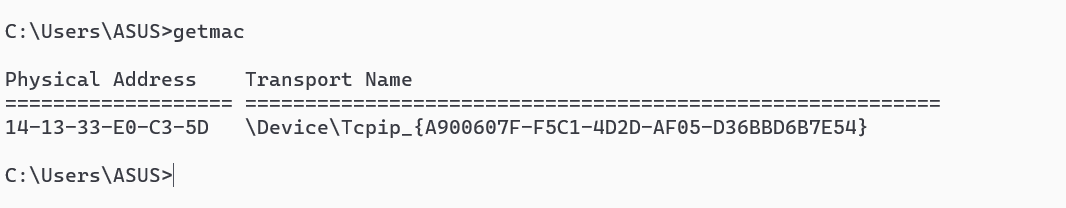 C:\Users\ASUS>getmac
Physical Address    Transport Name
=================== ==========================================================
14-13-33-E0-C3-5D   \Device\Tcpip_{A900607F-F5C1-4D2D-AF05-D36BBD6B7E54}
C:\Users\ASUS>